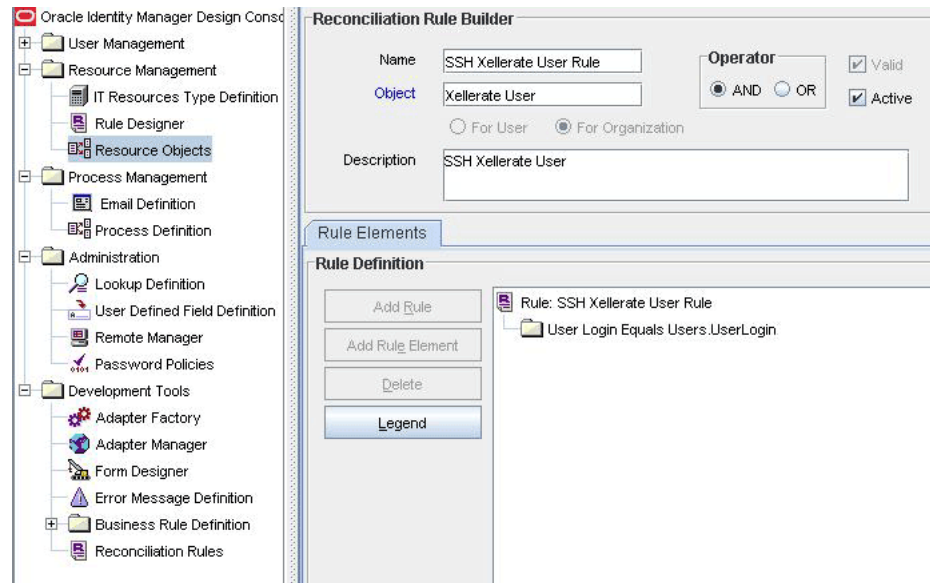 Oracle Identity Manager Design Conso
User Management
Resource Management
IT Resources Type Definition
Rule Designer
Resource Objects
Process Management
Email Definition
Process Definition
Administration
Lookup Definition
User Defined Field Definition
Remote Manager
Password Policies
Development Tools
Adapter Factory
Adapter Manager
Form Designer
Error Message Definition
Business Rule Definition
Reconciliation Rules
Reconciliation Rule Builder
Name SSH Xellerate User Rule
Operator
AND OR
Valid
Object Xellerate User
Active
For User For Organization
Description SSH Xellerate User
Rule Elements
Rule Definition
Add Rule
Add Rule Element
Delete
Legend
Rule: SSH Xellerate User Rule
User Login Equals Users.UserLogin